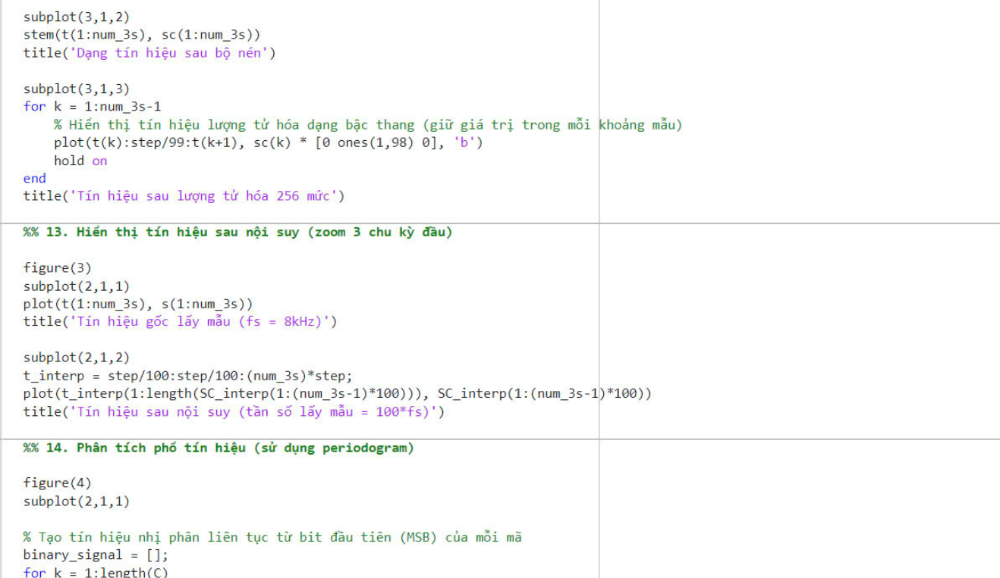 subplot(3,1,2)
stem(t(1:num_3s), sc(1:num_3s))
title('Dạng tín hiệu sau bộ nén')
subplot(3,1,3)
for k = 1:num_3s-1
% Hiển thị tín hiệu lượng tử hóa dạng bậc thang (giữ giá trị trong mỗi khoảng mẫu)
plot(t(k):step/99:t(k+1), sc(k) * [0 ones(1,98) 0], 'b')
hold on
end
title('Tín hiệu sau lượng tử hóa 256 mức')
%% 13. Hiển thị tín hiệu sau nội suy (zoom 3 chu kỳ đầu)
figure(3)
subplot(2,1,1)
plot(t(1:num_3s), s(1:num_3s))
title('Tín hiệu gốc lấy mẫu (fs = 8kHz)')
subplot(2,1,2)
t_interp = step/100:step/100:(num_3s)*step;
plot(t_interp(1:length(SC_interp(1:(num_3s-1)*100))), SC_interp(1:(num_3s-1)*100))
title('Tín hiệu sau nội suy (tần số lấy mẫu = 100*fs)')
%% 14. Phân tích phổ tín hiệu (sử dụng periodogram)
figure(4)
subplot(2,1,1)
% Tạo tín hiệu nhị phân liên tục từ bit đầu tiên (MSB) của mỗi mã
binary_signal = [];
for k = 1:length(C)